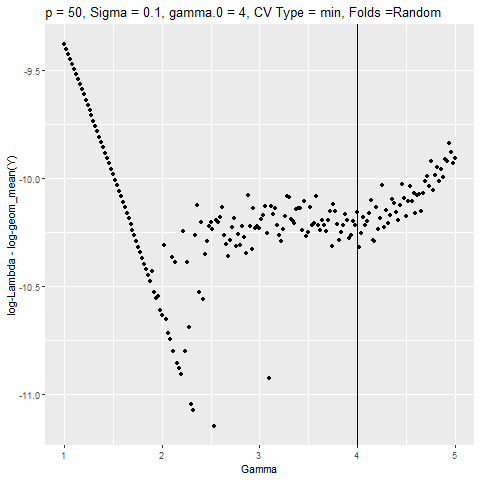 p = 50, Sigma = 0.1, gamma.0 = 4, CV Type = min, Folds =Random
log-Lambda - log-geom_mean(Y)
-9.5
-10.0
-10.5
-11.0
1 2 3 4 5
Gamma